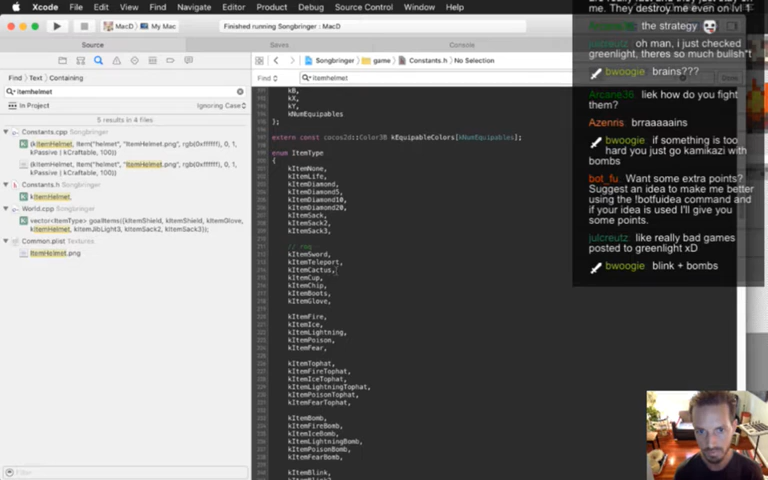 Xcode File Edit View Find Navigate Editor Product Debug Source Control Window Help
MacD My Mac
Finished running Songbringer : MacD
Source
Saves
Console
Songbringer game Constants.h No Selection
Find Text Containing
itemhelmet
In Project
Ignoring Case
5 results in 4 files
Constants.cpp Songbringer
{kItemHelmet, Item("helmet", "ItemHelmet.png", rgb(0xffffff), 0, 1,
kPassive | kCraftable, 100)}
{kItemHelmet, Item("helmet", "ItemHelmet.png", rgb(0xffffff), 0, 1,
kPassive | kCraftable, 100)}
Constants.h Songbringer
kItemHelmet,
World.cpp Songbringer
vector<ItemType> goalItems({kItemShield, kItemShield, kItemGlove,
kItemHelmet, kItemJibLight3, kItemSack2, kItemSack3});
Common.plist Textures
ItemHelmet.png
Filter
Find
itemhelmet
Done
kB,
kX,
kY,
kNumEquipables
};
extern const cocos2d::Color3B kEquipableColors[kNumEquipables];
enum ItemType
{
kItemNone,
kItemLife,
kItemDiamond,
kItemDiamond5,
kItemDiamond10,
kItemDiamond20,
kItemSack,
kItemSack2,
kItemSack3,
kItemSword,
kItemTeleport,
kItemCactus,
kItemCup,
kItemChip,
kItemBoots,
kItemGlove,
kItemFire,
kItemIce,
kItemLightning,
kItemPoison,
kItemFear,
kItemTophat,
kItemFireTophat,
kItemIceTophat,
kItemLightningTophat,
kItemPoisonTophat,
kItemFearTophat,
kItemBomb,
kItemFireBomb,
kItemIceBomb,
kItemLightningBomb,
kItemPoisonBomb,
kItemFearBomb,
kItemBlink,
me. They destroy me even on lvl 1
the strategy
julcreutz oh man, i just checked
greenlight, theres so much bullsh*t
bwoogie brains???
Arcane36 liek how do you fight
them?
Azenris brraaaaains
bwoogie if something is too
hard you just go kamikazi with
bombs
bot_fu Want some extra points?
Suggest an idea to make me better
using the !botfuidea command and
if your idea is used I'll give you
some points.
julcreutz like really bad games
posted to greenlight xD
bwoogie blink + bombs